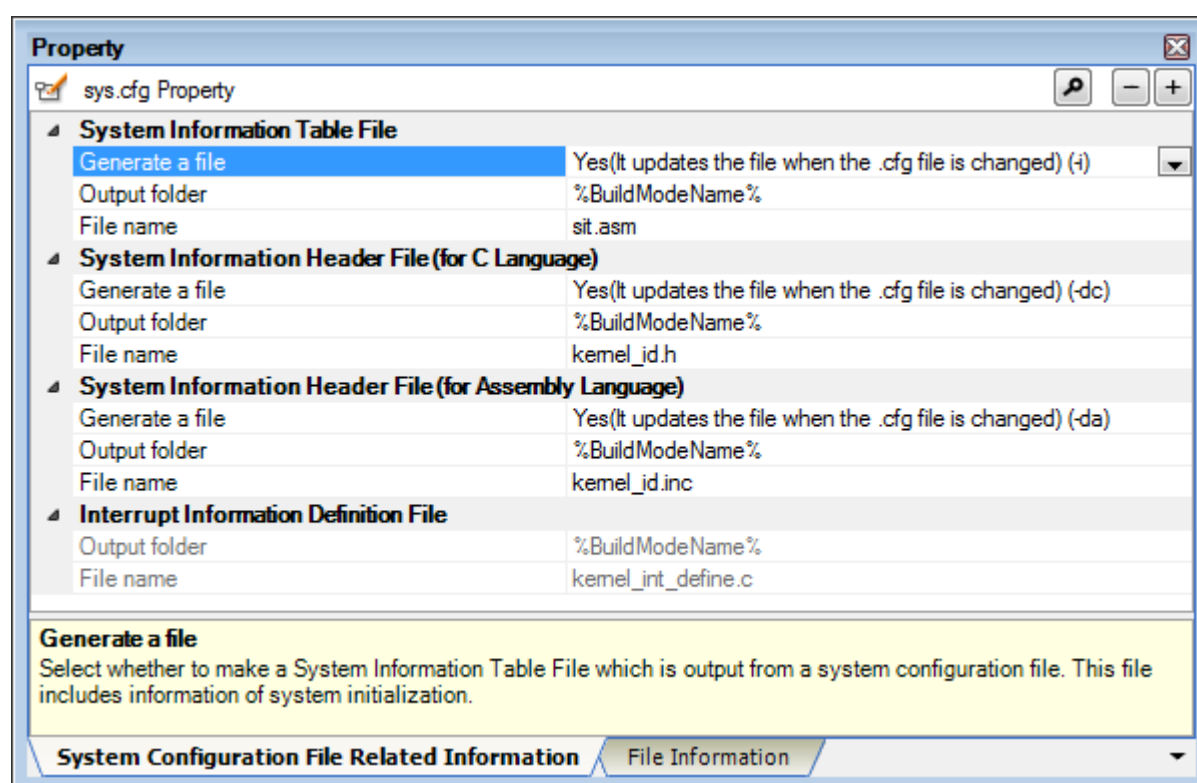 Property
sys.cfg Property
System Information Table File
Generate a file Yes(It updates the file when the .cfg file is changed) (-i)
Output folder %BuildModeName%
File name sit.asm
System Information Header File(for C Language)
Generate a file Yes(It updates the file when the .cfg file is changed) (-dc)
Output folder %BuildModeName%
File name kernel_id.h
System Information Header File(for Assembly Language)
Generate a file Yes(It updates the file when the .cfg file is changed) (-da)
Output folder %BuildModeName%
File name kernel_id.inc
Interrupt Information Definition File
Output folder %BuildModeName%
File name kernel_int_define.c
Generate a file
Select whether to make a System Information Table File which is output from a system configuration file. This file
includes information of system initialization.
System Configuration File Related Information File Information